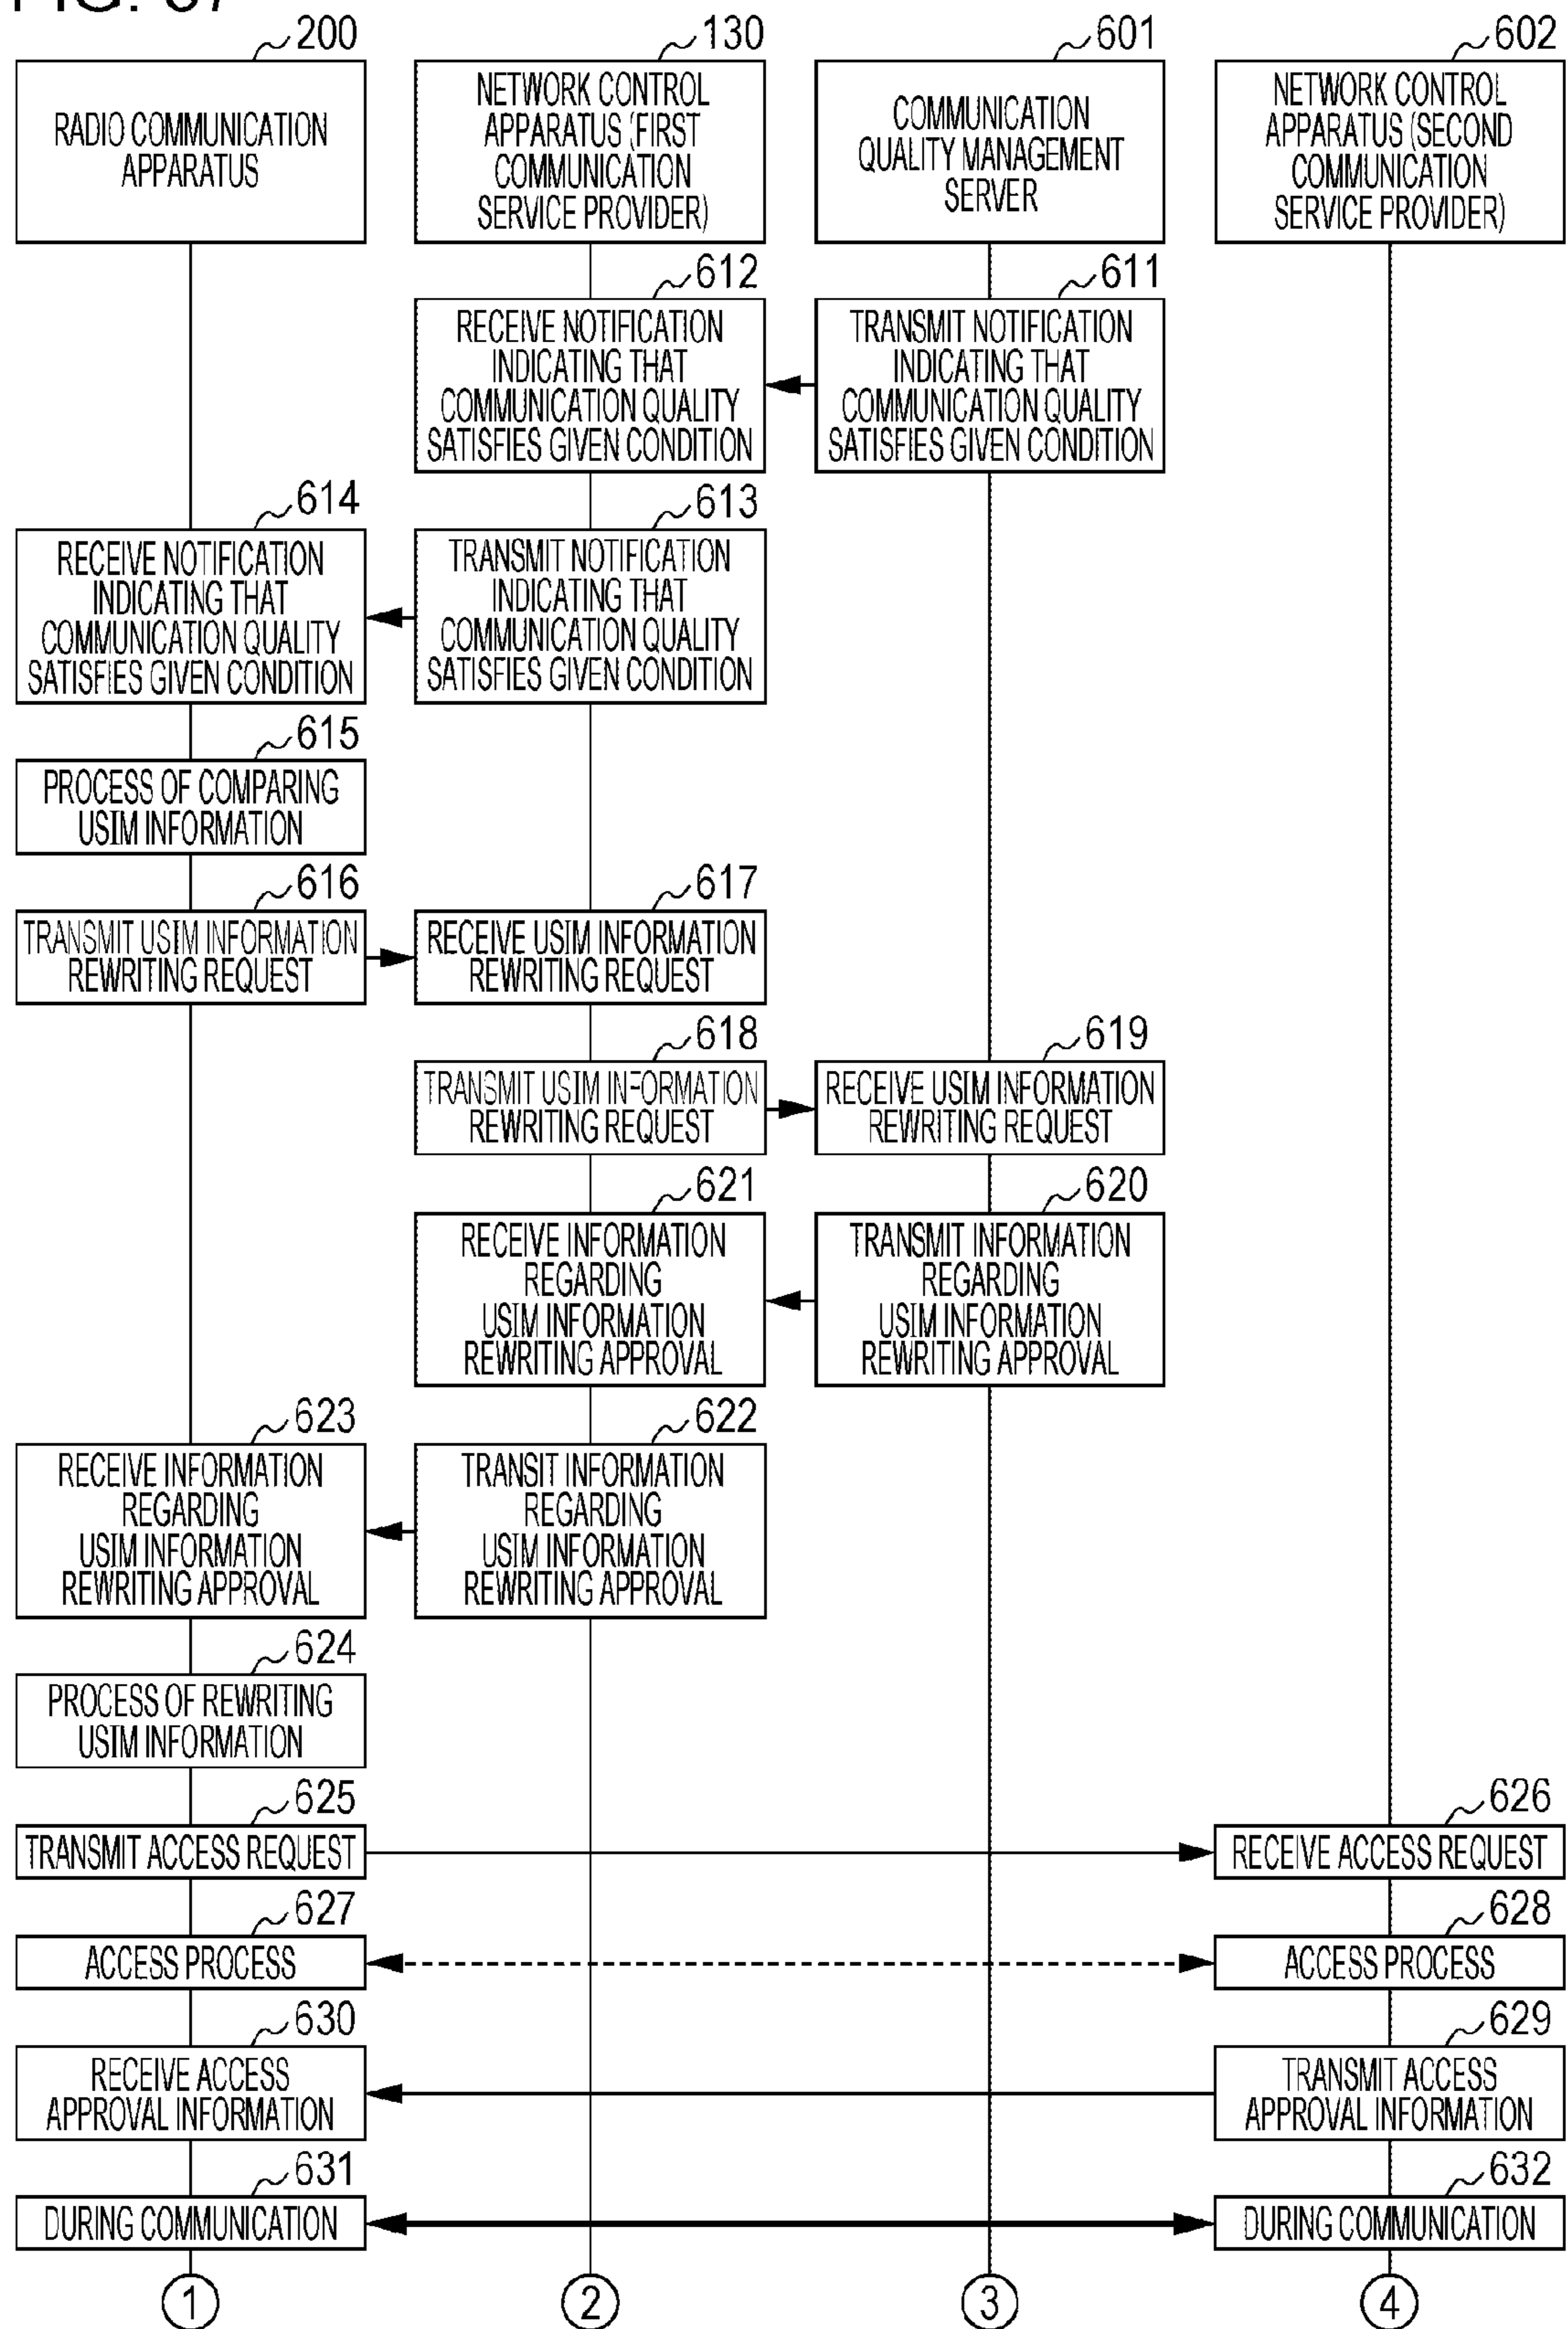 200
130
601
602
RADIO COMMUNICATION
APPARATUS
NETWORK CONTROL
APPARATUS (FIRST
COMMUNICATION
SERVICE PROVIDER)
COMMUNICATION
QUALITY MANAGEMENT
SERVER
NETWORK CONTROL
APPARATUS (SECOND
COMMUNICATION
SERVICE PROVIDER)
612
RECEIVE NOTIFICATION
INDICATING THAT
COMMUNICATION QUALITY
SATISFIES GIVEN CONDITION
611
TRANSMIT NOTIFICATION
INDICATING THAT
COMMUNICATION QUALITY
SATISFIES GIVEN CONDITION
614
RECEIVE NOTIFICATION
INDICATING THAT
COMMUNICATION QUALITY
SATISFIES GIVEN CONDITION
613
TRANSMIT NOTIFICATION
INDICATING THAT
COMMUNICATION QUALITY
SATISFIES GIVEN CONDITION
615
PROCESS OF COMPARING
USIM INFORMATION
616
TRANSMIT USIM INFORMATION
REWRITING REQUEST
617
RECEIVE USIM INFORMATION
REWRITING REQUEST
618
TRANSMIT USIM INFORMATION
REWRITING REQUEST
619
RECEIVE USIM INFORMATION
REWRITING REQUEST
621
RECEIVE INFORMATION
REGARDING
USIM INFORMATION
REWRITING APPROVAL
620
TRANSMIT INFORMATION
REGARDING
USIM INFORMATION
REWRITING APPROVAL
623
RECEIVE INFORMATION
REGARDING
USIM INFORMATION
REWRITING APPROVAL
622
TRANSIT INFORMATION
REGARDING
USIM INFORMATION
REWRITING APPROVAL
624
PROCESS OF REWRITING
USIM INFORMATION
625
TRANSMIT ACCESS REQUEST
626
RECEIVE ACCESS REQUEST
627
ACCESS PROCESS
628
ACCESS PROCESS
630
RECEIVE ACCESS
APPROVAL INFORMATION
629
TRANSMIT ACCESS
APPROVAL INFORMATION
631
DURING COMMUNICATION
632
DURING COMMUNICATION
1
2
3
4